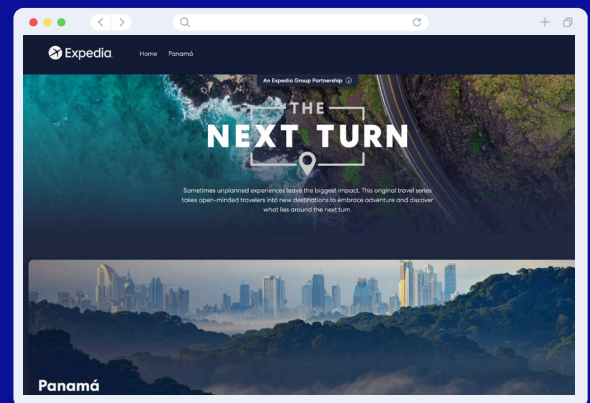 Expedia
Home Panamá
An Expedia Group Partnership
THE
NEXT TURN
Sometimes unplanned experiences leave the biggest impact. This original travel series
takes open-minded travelers into new destinations to embrace adventure and discover
what lies around the next turn.
Panamá